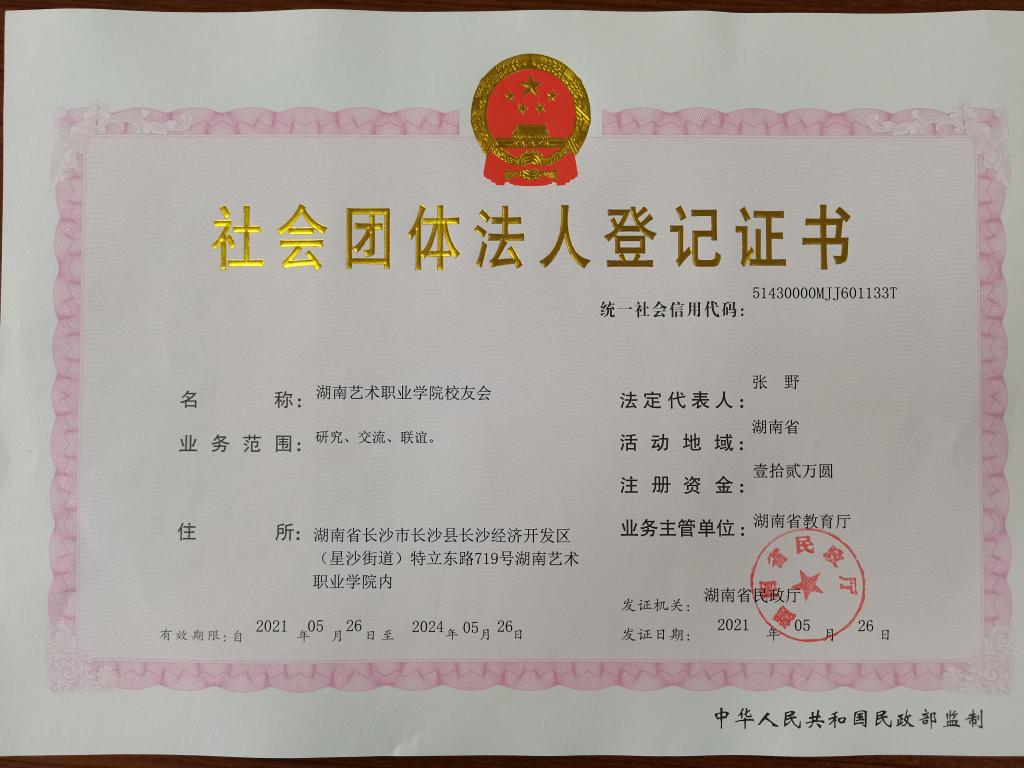 社会团体法人登记证书
统一社会信用代码：51430000MJJ601133T
名称：湖南艺术职业学院校友会
业务范围：研究、交流、联谊。
住所：湖南省长沙市长沙县长沙经济开发区
（星沙街道）特立东路719号湖南艺术
职业学院内
法定代表人：张 野
活动地域：湖南省
注册资金：壹拾贰万圆
业务主管单位：湖南省教育厅
发证机关：湖南省民政厅
湖南省民政厅
有效期限：自 2021 年 05 月 26 日至 2024 年 05 月 26 日
发证日期：2021 年 05 月 26 日
中华人民共和国民政部监制